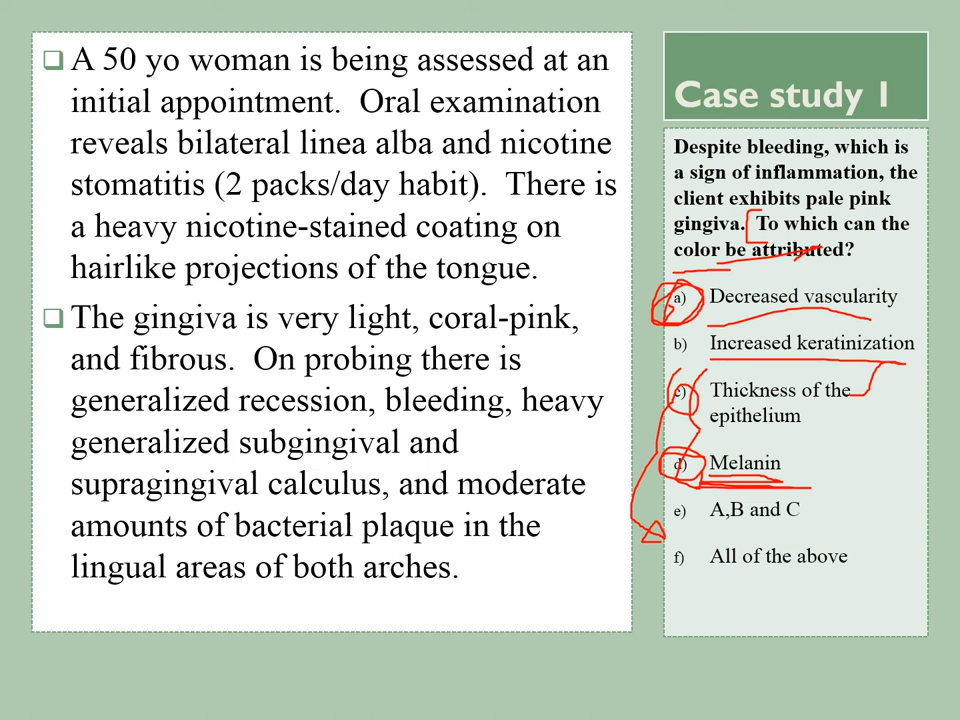 A 50 yo woman is being assessed at an
initial appointment. Oral examination
reveals bilateral linea alba and nicotine
stomatitis (2 packs/day habit). There is
a heavy nicotine-stained coating on
hairlike projections of the tongue.
The gingiva is very light, coral-pink,
and fibrous. On probing there is
generalized recession, bleeding, heavy
generalized subgingival and
supragingival calculus, and moderate
amounts of bacterial plaque in the
lingual areas of both arches.
Case study 1
Despite bleeding, which is
a sign of inflammation, the
client exhibits pale pink
gingiva. To which can the
color be attributed?
a) Decreased vascularity
b) Increased keratinization
c) Thickness of the
epithelium
d) Melanin
e) A,B and C
f) All of the above